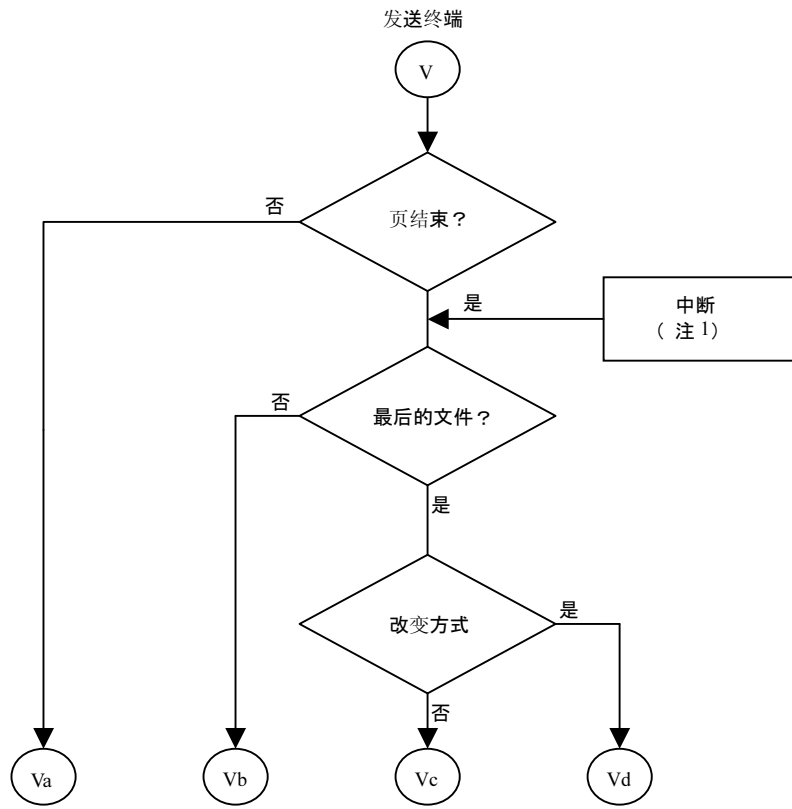 发送终端
V
否
页结束？
是
中断
（ 注 1）
否
最后的文件？
是
改变方式
是
否
Va
Vb
Vc
Vd